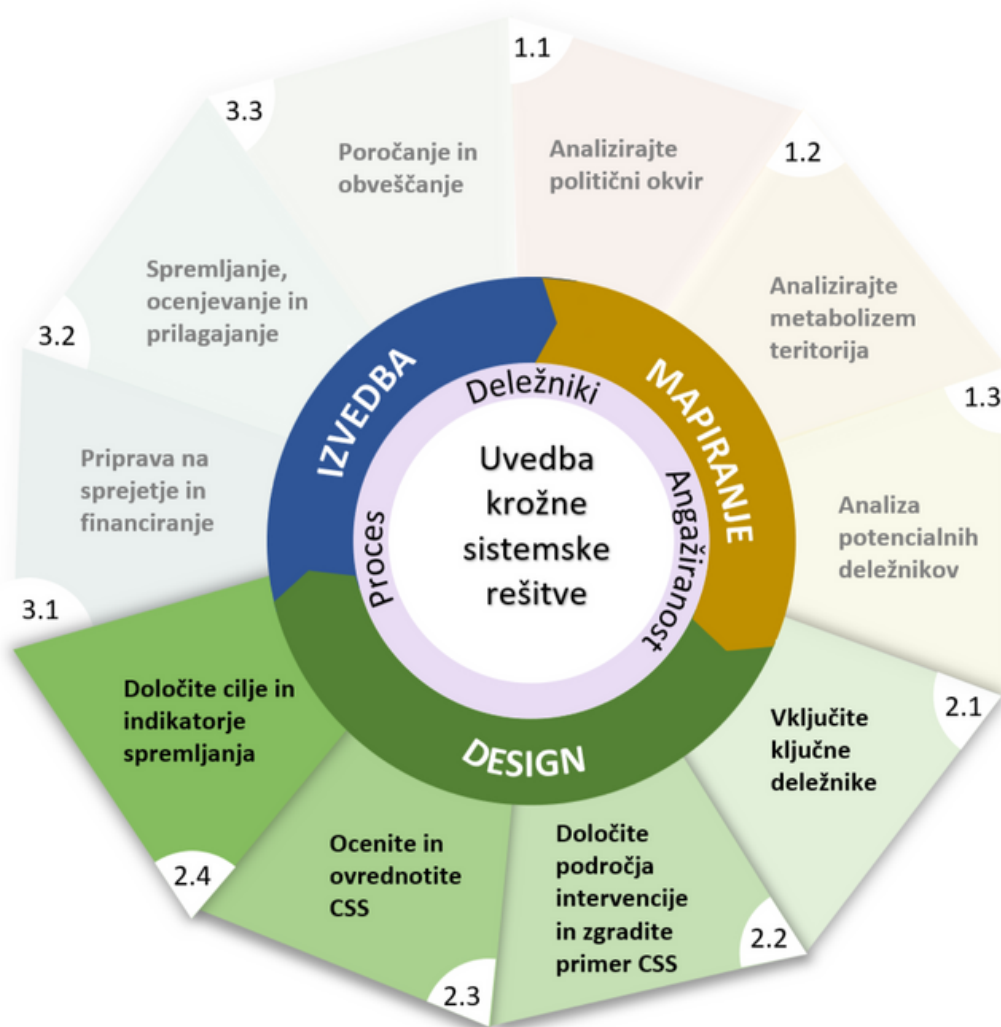 1.1
Analizirajte
politični okvir
1.2
Analizirajte
metabolizem
teritorija
1.3
Analiza
potencialnih
deležnikov
2.1
Vključite
ključne
deležnike
2.2
Določite
področja
intervencije
in zgradite
primer CSS
2.3
Ocenite in
ovrednotite
CSS
2.4
Določite cilje in
indikatorje
spremljanja
3.1
Priprava na
sprejetje in
financiranje
3.2
Spremljanje,
ocenjevanje in
prilagajanje
3.3
Poročanje in
obveščanje
MAPIRANJE
DESIGN
IZVEDBA
Deležniki
Angažiranost
Proces
Uvedba
krožne
sistemske
rešitve